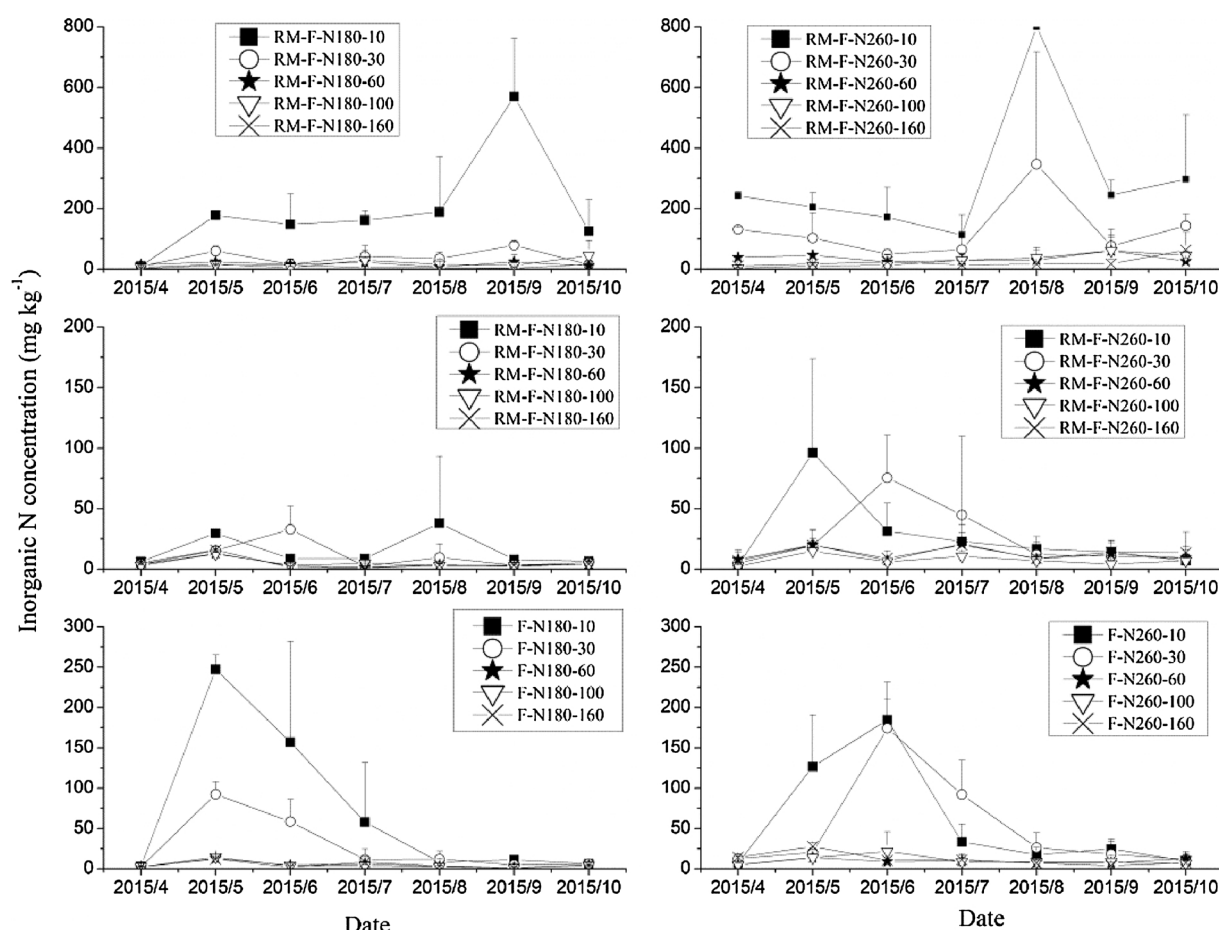 Inorganic N concentration (mg kg⁻¹)
800
600
400
200
0
RM-F-N180-10
RM-F-N180-30
RM-F-N180-60
RM-F-N180-100
RM-F-N180-160
2015/4 2015/5 2015/6 2015/7 2015/8 2015/9 2015/10
800
600
400
200
0
RM-F-N260-10
RM-F-N260-30
RM-F-N260-60
RM-F-N260-100
RM-F-N260-160
2015/4 2015/5 2015/6 2015/7 2015/8 2015/9 2015/10
200
150
100
50
0
RM-F-N180-10
RM-F-N180-30
RM-F-N180-60
RM-F-N180-100
RM-F-N180-160
2015/4 2015/5 2015/6 2015/7 2015/8 2015/9 2015/10
200
150
100
50
0
RM-F-N260-10
RM-F-N260-30
RM-F-N260-60
RM-F-N260-100
RM-F-N260-160
2015/4 2015/5 2015/6 2015/7 2015/8 2015/9 2015/10
300
250
200
150
100
50
0
F-N180-10
F-N180-30
F-N180-60
F-N180-100
F-N180-160
2015/4 2015/5 2015/6 2015/7 2015/8 2015/9 2015/10
Date
300
250
200
150
100
50
0
F-N260-10
F-N260-30
F-N260-60
F-N260-100
F-N260-160
2015/4 2015/5 2015/6 2015/7 2015/8 2015/9 2015/10
Date